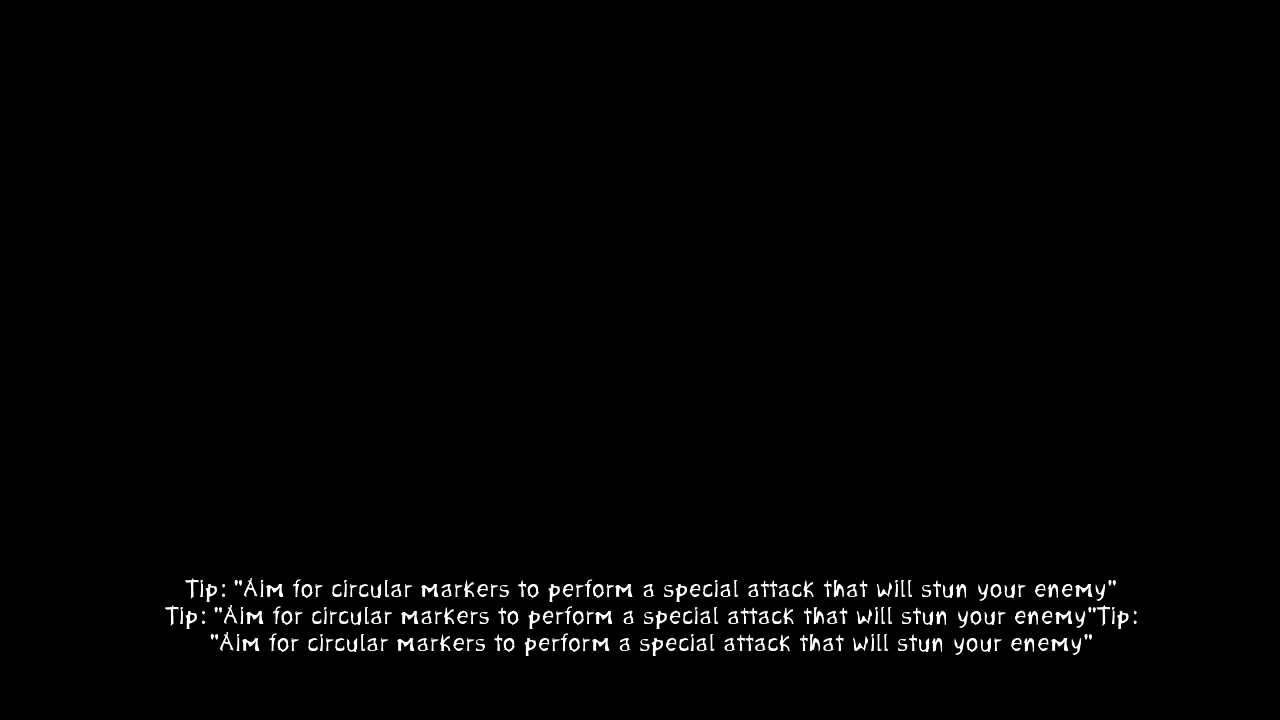 Tip: "Aim for circular markers to perform a special attack that will stun your enemy"
Tip: "Aim for circular markers to perform a special attack that will stun your enemy"Tip:
"Aim for circular markers to perform a special attack that will stun your enemy"